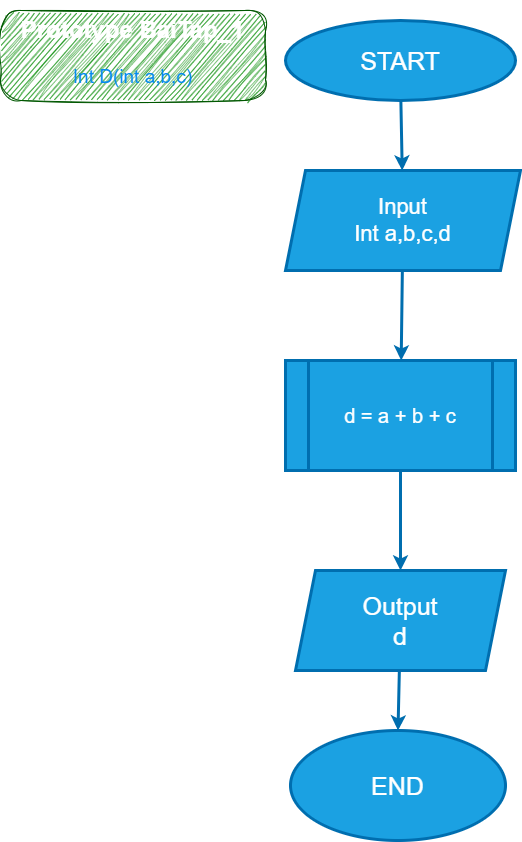 Prototype BaiTap_1
Int D(int a,b,c)
START
Input
Int a,b,c,d
d = a + b + c
Output
d
END